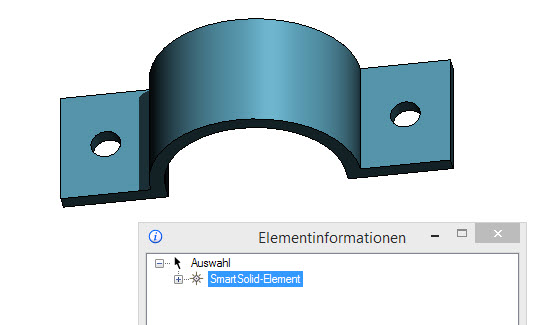 Elementinformationen
Auswahl
SmartSolid-Element